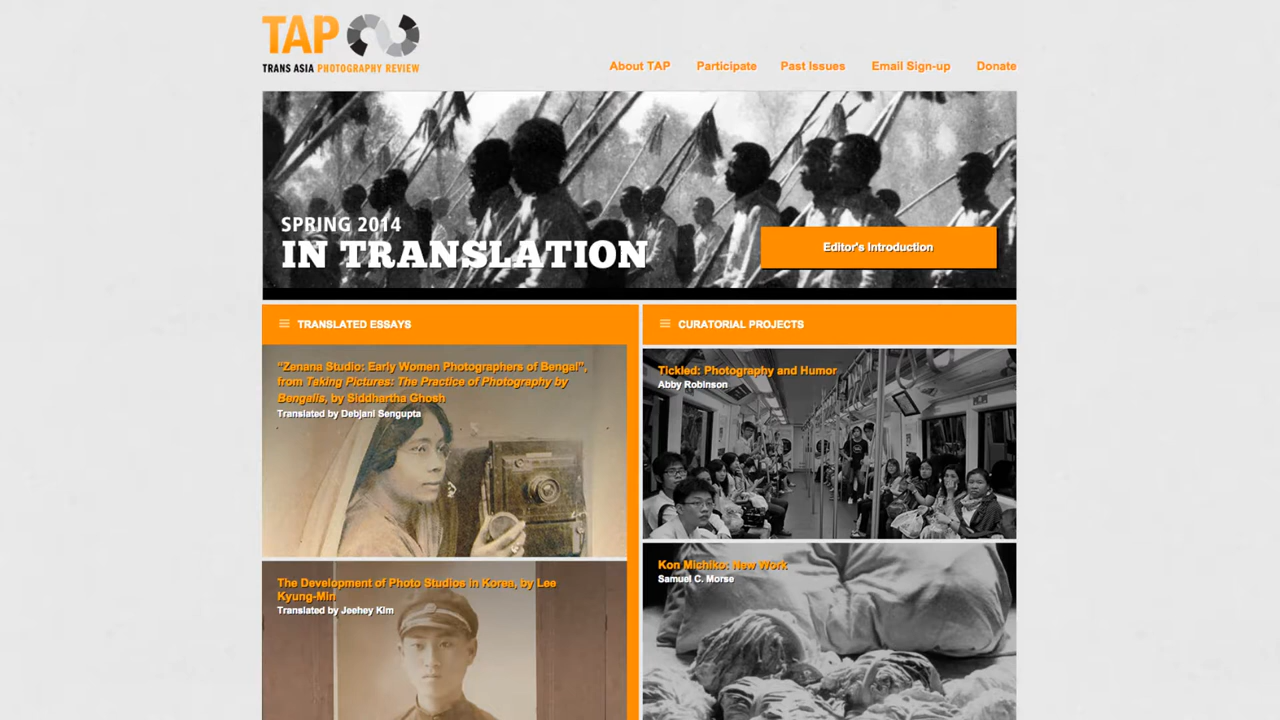 TAP
TRANS ASIA PHOTOGRAPHY REVIEW
About TAP Participate Past Issues Email Sign-up Donate
SPRING 2014
IN TRANSLATION
Editor's Introduction
TRANSLATED ESSAYS
"Zenana Studio: Early Women Photographers of Bengal",
from Taking Pictures: The Practice of Photography by
Bengalis, by Siddhartha Ghosh
Translated by Debjani Sengupta
The Development of Photo Studios in Korea, by Lee
Kyung-Min
Translated by Jeehey Kim
CURATORIAL PROJECTS
Tickled: Photography and Humor
Abby Robinson
Kon Michiko: New Work
Samuel C. Morse